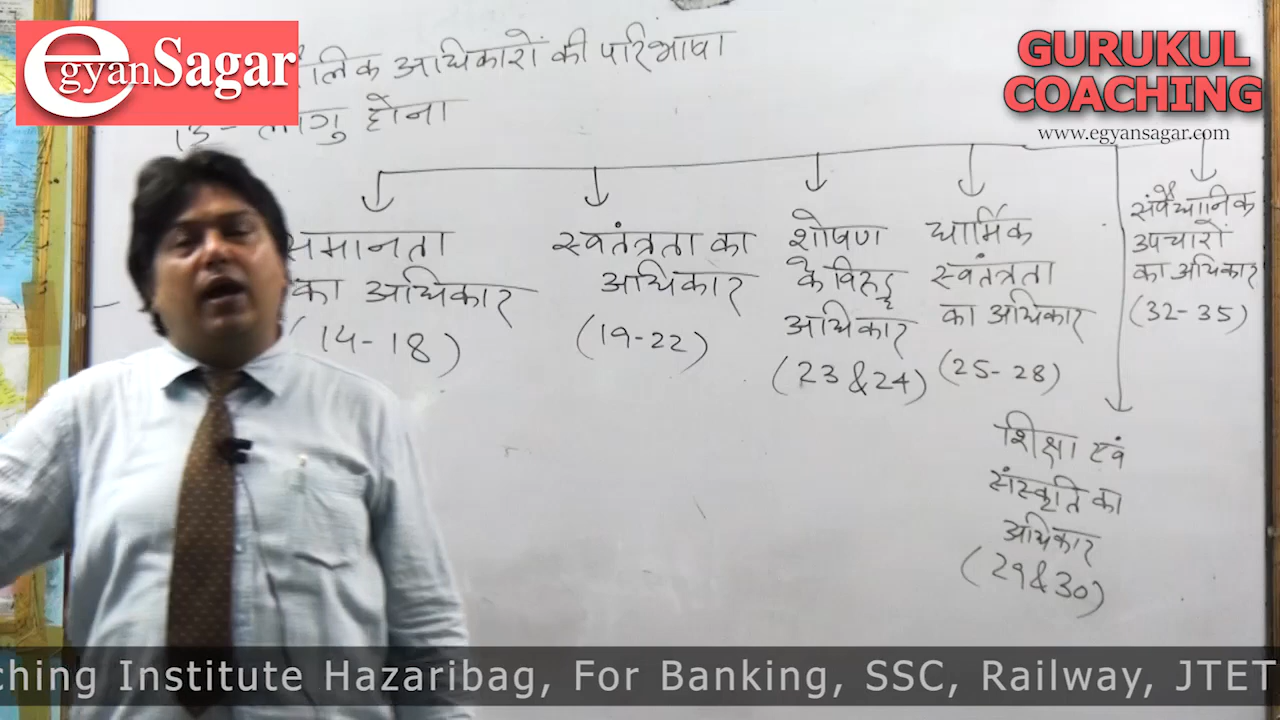 egyanSagar
GURUKUL
COACHING
www.egyansagar.com
मौलिक अधिकारों की परिभाषा
13- लागु होना
समानता
का अधिकार
(14-18)
स्वतंत्रता का
अधिकार
(19-22)
शोषण
के विरुद्ध
अधिकार
(23 & 24)
धार्मिक
स्वतंत्रता
का अधिकार
(25-28)
संवैधानिक
उपचारों
का अधिकार
(32-35)
शिक्षा एवं
संस्कृति का
अधिकार
(29 & 30)
ching Institute Hazaribag, For Banking, SSC, Railway, JTET